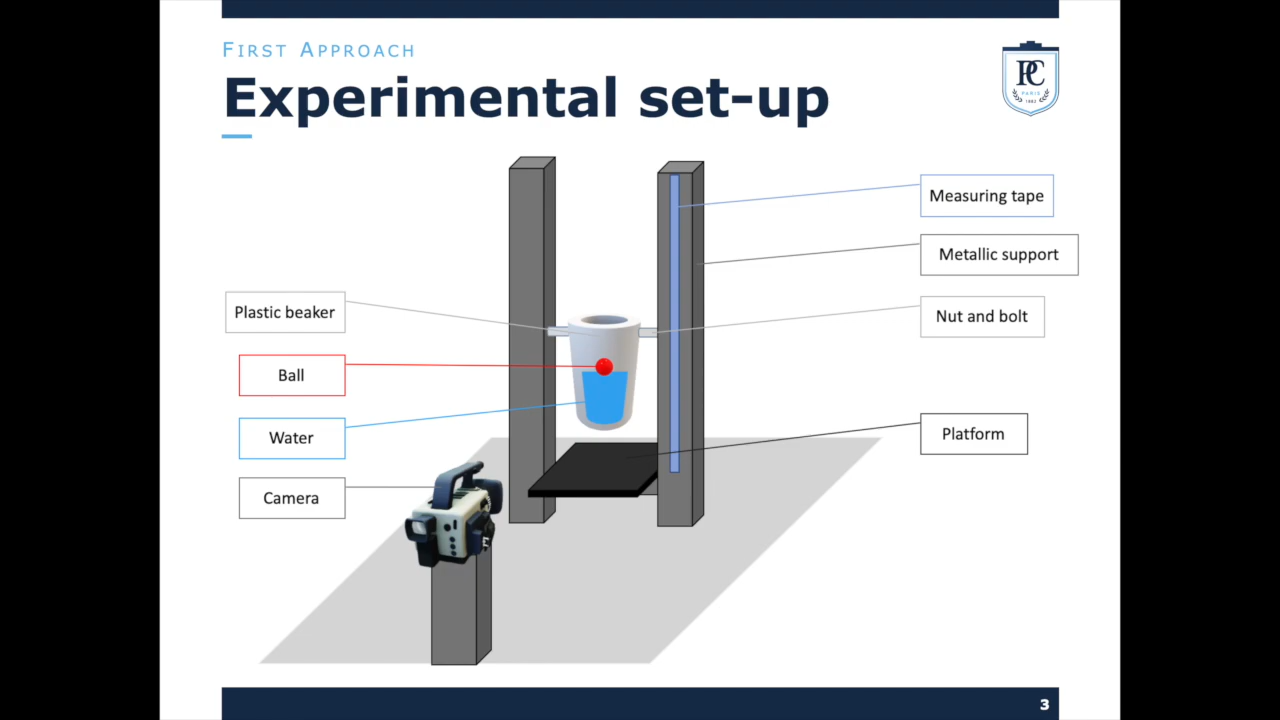 First Approach
Experimental set-up
PC
PARIS
1982
Measuring tape
Metallic support
Plastic beaker
Nut and bolt
Ball
Platform
Water
Camera
3